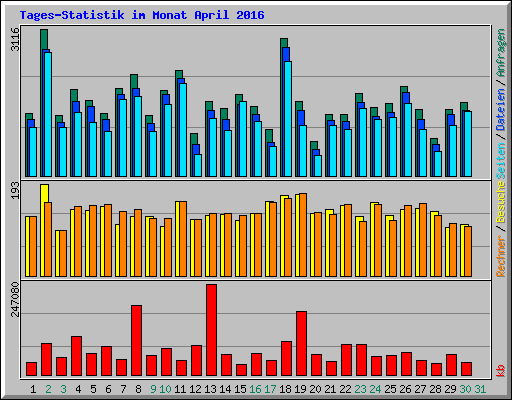 Tages-Statistik im Monat April 2016
3116
193
247080
Rechner / Besuche Seiten / Dateien / Anfragen
kb
1 2 3 4 5 6 7 8 9 10 11 12 13 14 15 16 17 18 19 20 21 22 23 24 25 26 27 28 29 30 31